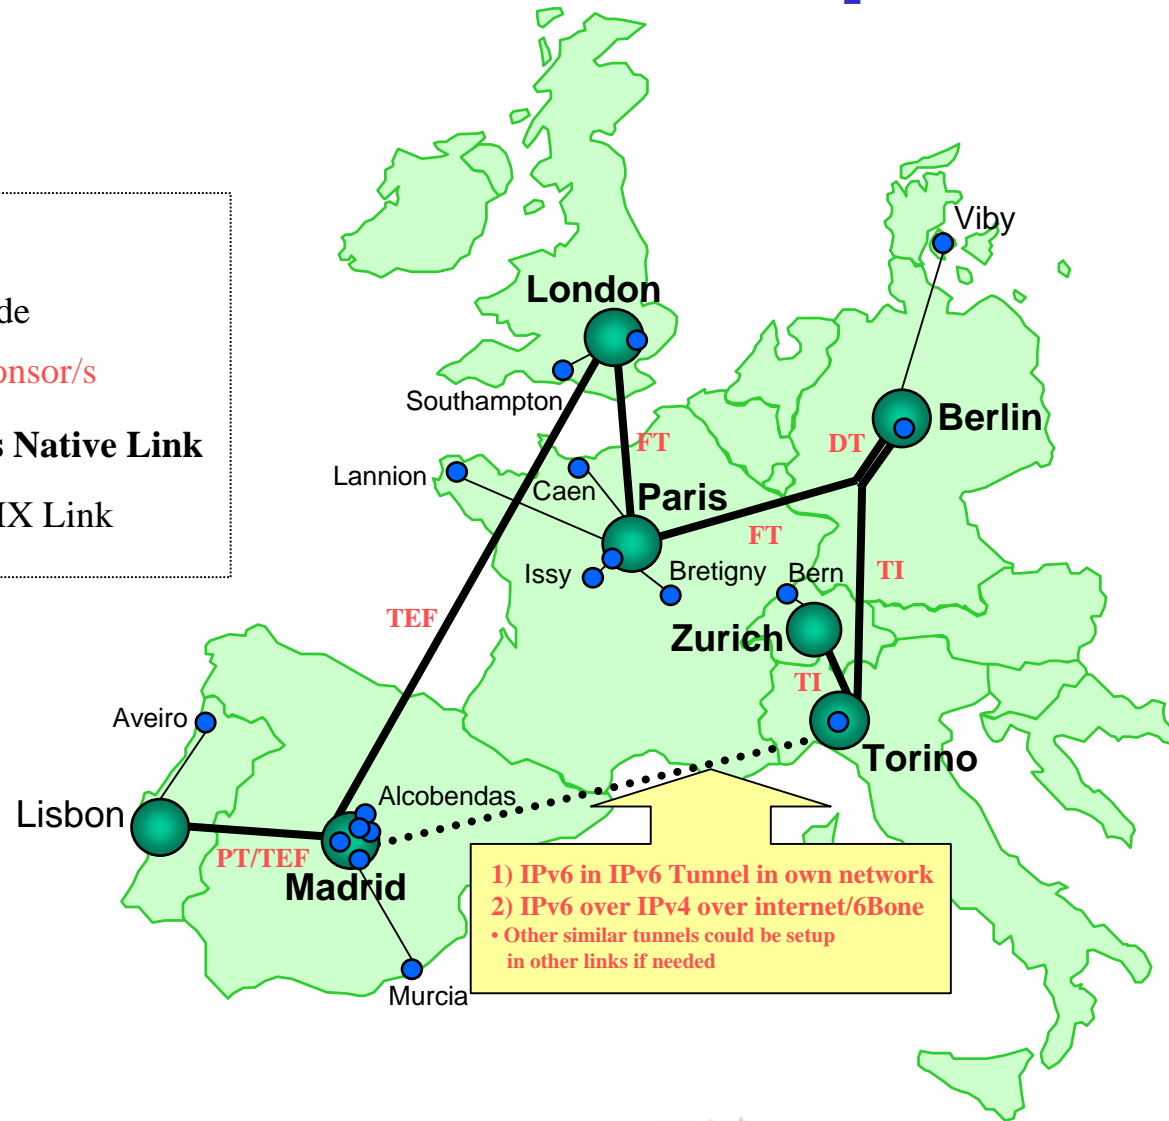 onsor/s
s Native Link
IX Link
Viby
London
Southampton
Berlin
DT
FT
Lannion
Caen
Paris
FT
Issy
Bretigny
Bern
TI
Zurich
TEF
TI
Aveiro
Torino
Alcobendas
Lisbon
PT/TEF
Madrid
1) IPv6 in IPv6 Tunnel in own network
2) IPv6 over IPv4 over internet/6Bone
• Other similar tunnels could be setup
in other links if needed
Murcia